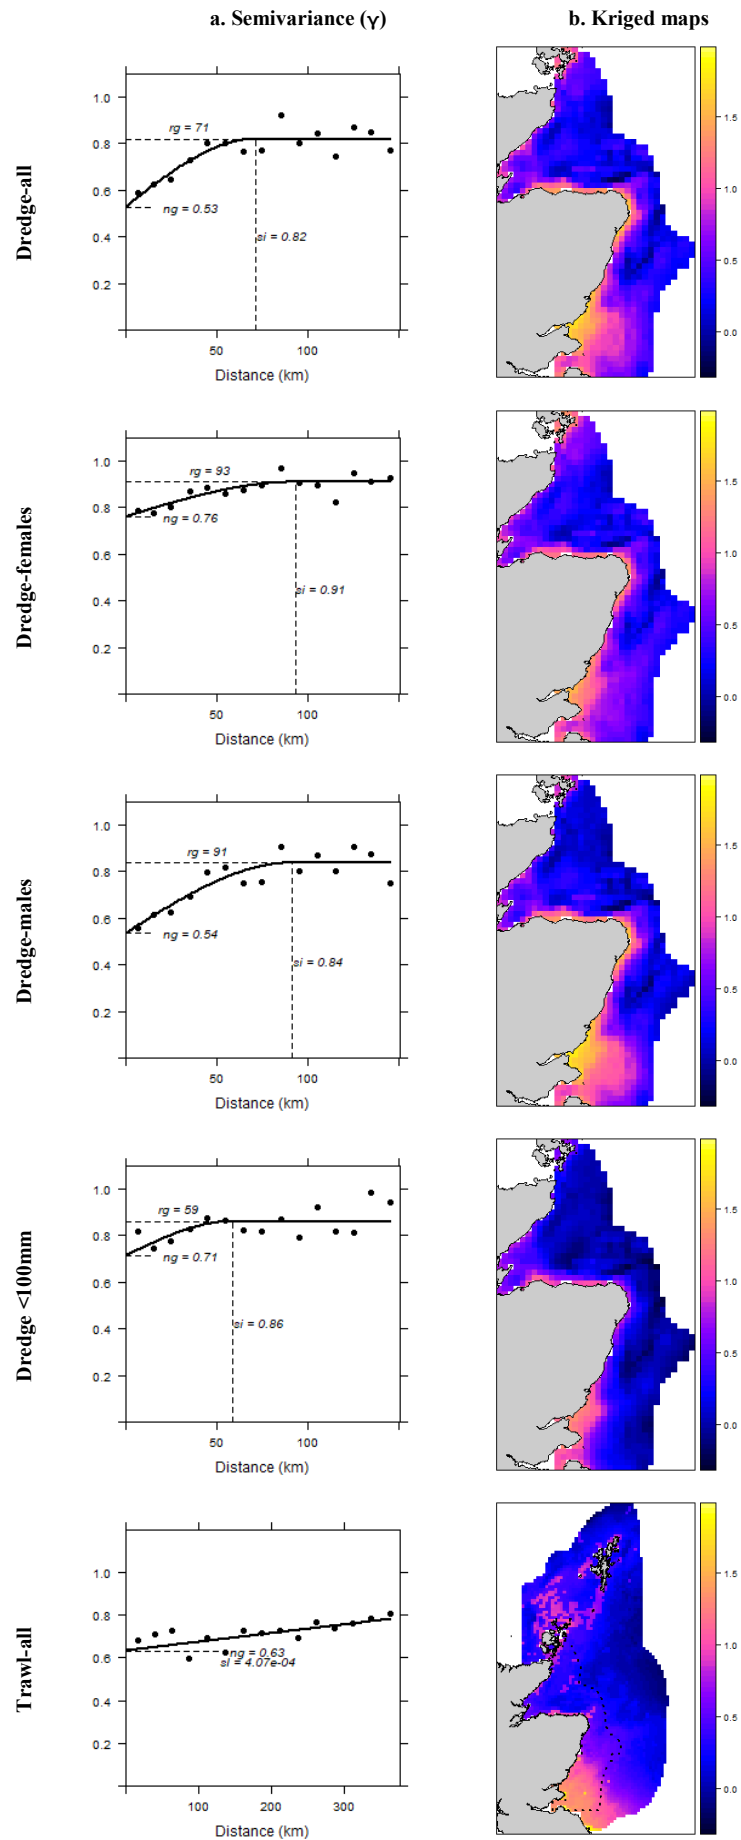 a. Semivariance (γ)
b. Kriged maps
Dredge-all
1.0
0.8
0.6
0.4
0.2
rg = 71
ng = 0.53
si = 0.82
50
100
Distance (km)
1.5
1.0
0.5
0.0
Dredge-females
1.0
0.8
0.6
0.4
0.2
rg = 93
ng = 0.76
si = 0.91
50
100
Distance (km)
1.5
1.0
0.5
0.0
Dredge-males
1.0
0.8
0.6
0.4
0.2
rg = 91
ng = 0.54
si = 0.84
50
100
Distance (km)
1.5
1.0
0.5
0.0
Dredge <100mm
1.0
0.8
0.6
0.4
0.2
rg = 59
ng = 0.71
si = 0.86
50
100
Distance (km)
1.5
1.0
0.5
0.0
Trawl-all
1.0
0.8
0.6
0.4
0.2
ng = 0.63
sl = 4.07e-04
100
200
300
Distance (km)
1.5
1.0
0.5
0.0